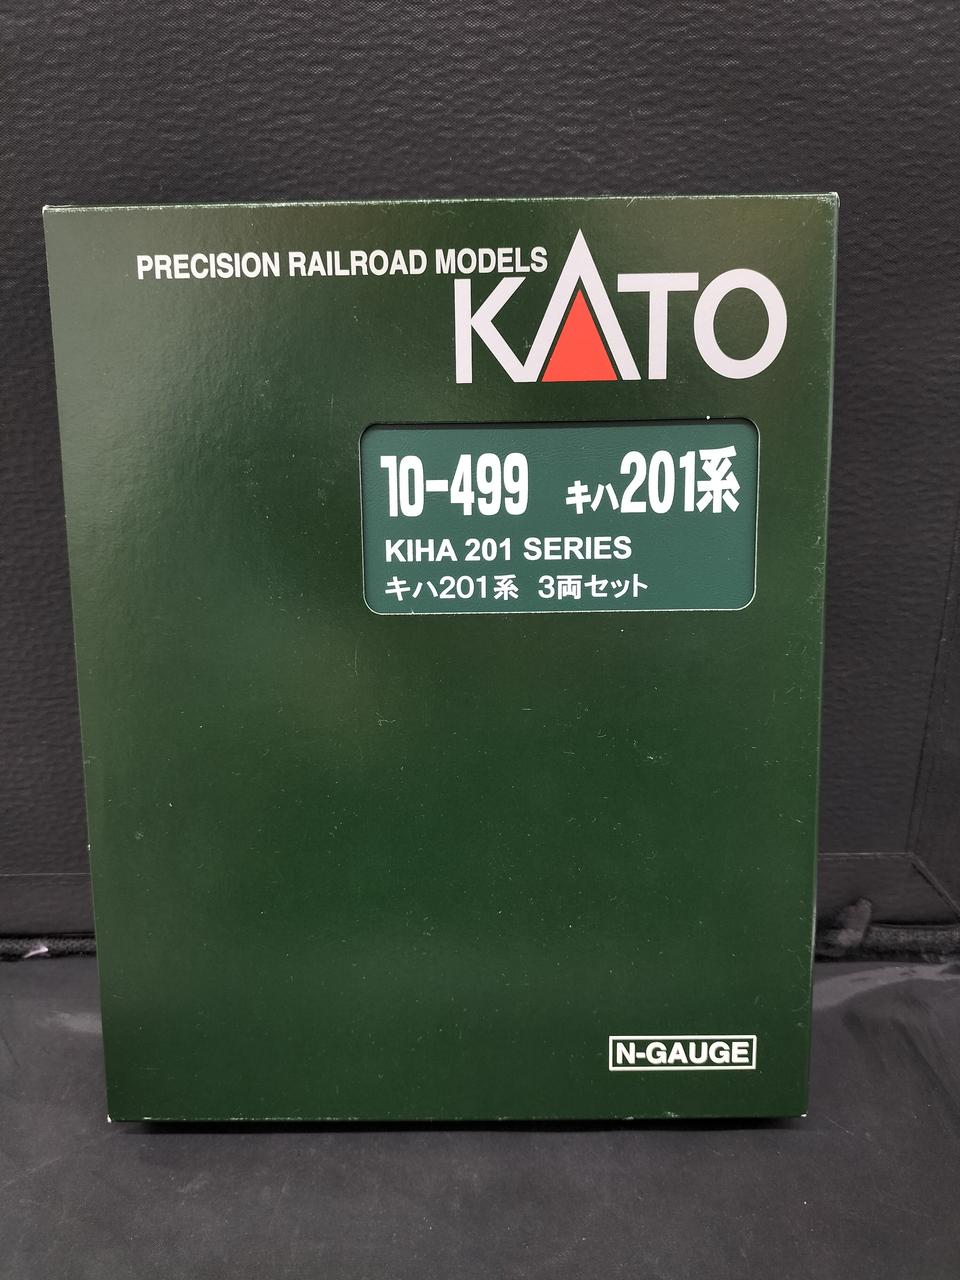 PRECISION RAILROAD MODELS
KATO
10-499 キハ201系
KIHA 201 SERIES
キハ201系 3両セット
N-GAUGE